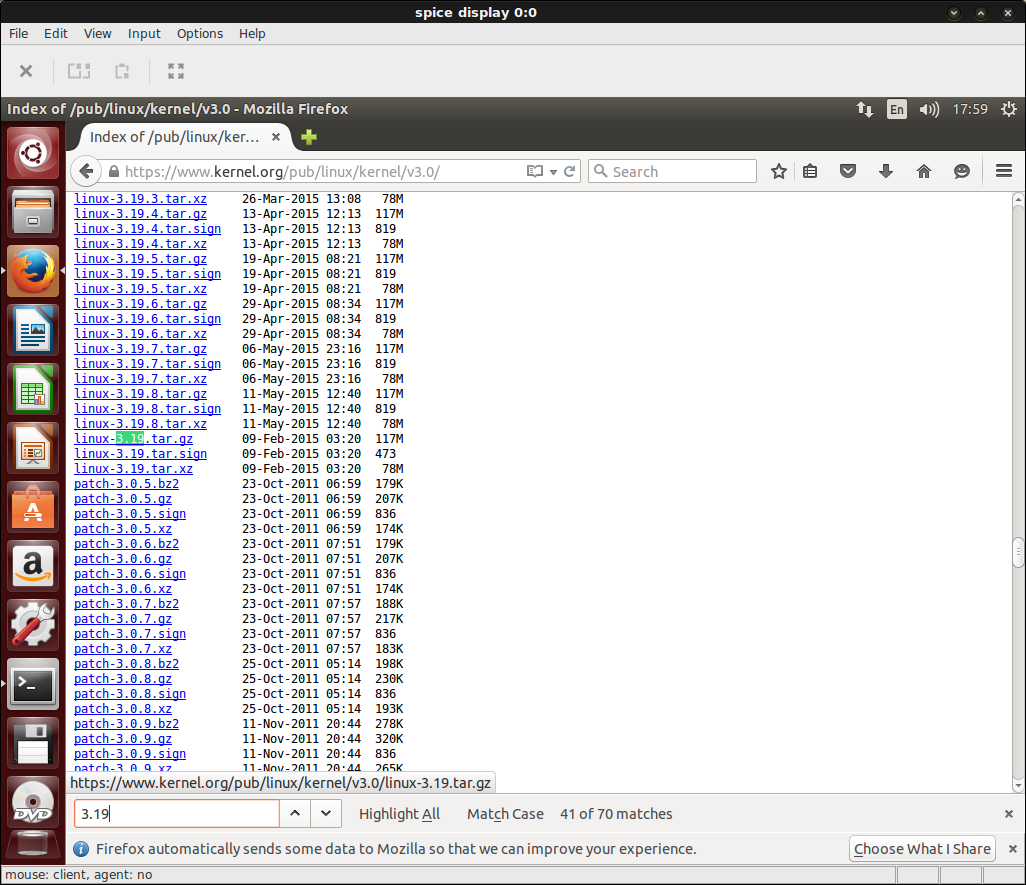 spice display 0:0
File Edit View Input Options Help
Index of /pub/linux/kernel/v3.0 - Mozilla Firefox
En
17:59
Index of /pub/linux/ker...
https://www.kernel.org/pub/linux/kernel/v3.0/
Search
linux-3.19.3.tar.xz 26-Mar-2015 13:08 78M
linux-3.19.4.tar.gz 13-Apr-2015 12:13 117M
linux-3.19.4.tar.sign 13-Apr-2015 12:13 819
linux-3.19.4.tar.xz 13-Apr-2015 12:13 78M
linux-3.19.5.tar.gz 19-Apr-2015 08:21 117M
linux-3.19.5.tar.sign 19-Apr-2015 08:21 819
linux-3.19.5.tar.xz 19-Apr-2015 08:21 78M
linux-3.19.6.tar.gz 29-Apr-2015 08:34 117M
linux-3.19.6.tar.sign 29-Apr-2015 08:34 819
linux-3.19.6.tar.xz 29-Apr-2015 08:34 78M
linux-3.19.7.tar.gz 06-May-2015 23:16 117M
linux-3.19.7.tar.sign 06-May-2015 23:16 819
linux-3.19.7.tar.xz 06-May-2015 23:16 78M
linux-3.19.8.tar.gz 11-May-2015 12:40 117M
linux-3.19.8.tar.sign 11-May-2015 12:40 819
linux-3.19.8.tar.xz 11-May-2015 12:40 78M
linux-3.19.tar.gz 09-Feb-2015 03:20 117M
linux-3.19.tar.sign 09-Feb-2015 03:20 473
linux-3.19.tar.xz 09-Feb-2015 03:20 78M
patch-3.0.5.bz2 23-Oct-2011 06:59 179K
patch-3.0.5.gz 23-Oct-2011 06:59 207K
patch-3.0.5.sign 23-Oct-2011 06:59 836
patch-3.0.5.xz 23-Oct-2011 06:59 174K
patch-3.0.6.bz2 23-Oct-2011 07:51 179K
patch-3.0.6.gz 23-Oct-2011 07:51 207K
patch-3.0.6.sign 23-Oct-2011 07:51 836
patch-3.0.6.xz 23-Oct-2011 07:51 174K
patch-3.0.7.bz2 23-Oct-2011 07:57 188K
patch-3.0.7.gz 23-Oct-2011 07:57 217K
patch-3.0.7.sign 23-Oct-2011 07:57 836
patch-3.0.7.xz 23-Oct-2011 07:57 183K
patch-3.0.8.bz2 25-Oct-2011 05:14 198K
patch-3.0.8.gz 25-Oct-2011 05:14 230K
patch-3.0.8.sign 25-Oct-2011 05:14 836
patch-3.0.8.xz 25-Oct-2011 05:14 193K
patch-3.0.9.bz2 11-Nov-2011 20:44 278K
patch-3.0.9.gz 11-Nov-2011 20:44 320K
patch-3.0.9.sign 11-Nov-2011 20:44 836
patch-3.0.9.xz 11-Nov-2011 20:44 265K
https://www.kernel.org/pub/linux/kernel/v3.0/linux-3.19.tar.gz
3.19
Highlight All
Match Case
41 of 70 matches
Firefox automatically sends some data to Mozilla so that we can improve your experience.
Choose What I Share
mouse: client, agent: no
A
a
>_
DVD